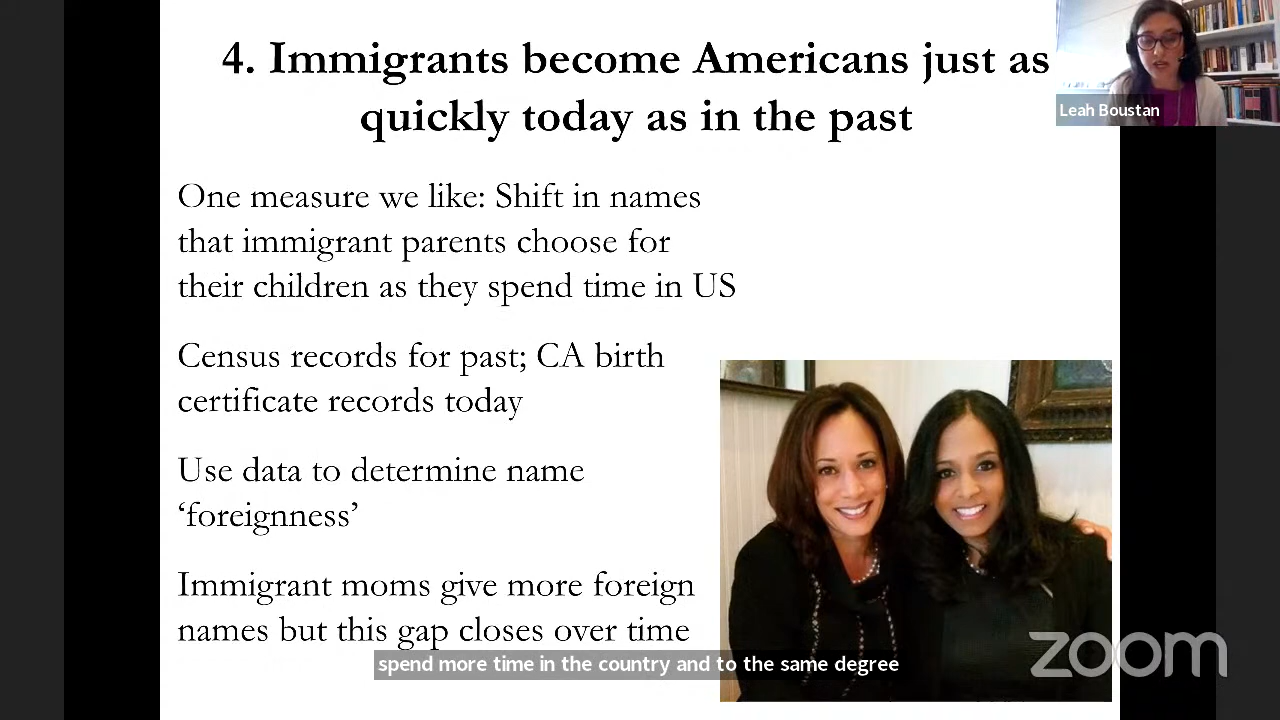 4. Immigrants become Americans just as
quickly today as in the past
Leah Boustan
One measure we like: Shift in names
that immigrant parents choose for
their children as they spend time in US
Census records for past; CA birth
certificate records today
Use data to determine name
‘foreignness’
Immigrant moms give more foreign
names but this gap closes over time
spend more time in the country and to the same degree
zoom